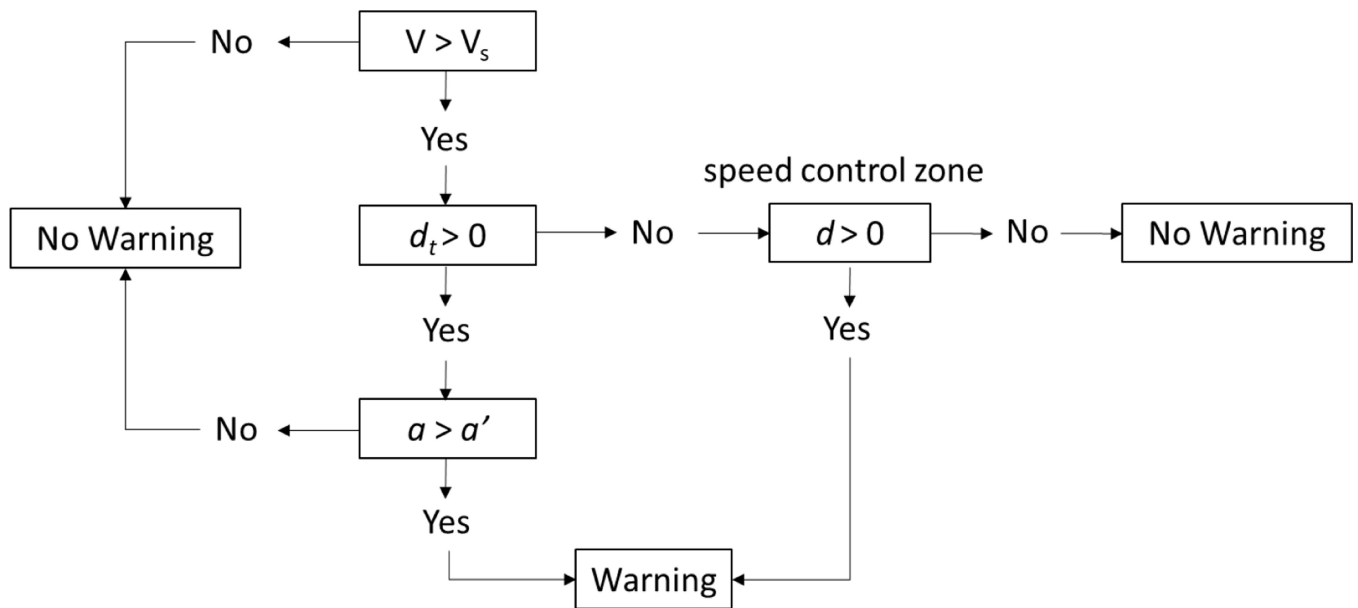 No
V > Vs
Yes
speed control zone
No Warning
dt > 0
No
d > 0
No
No Warning
Yes
Yes
No
a > a′
Yes
Warning